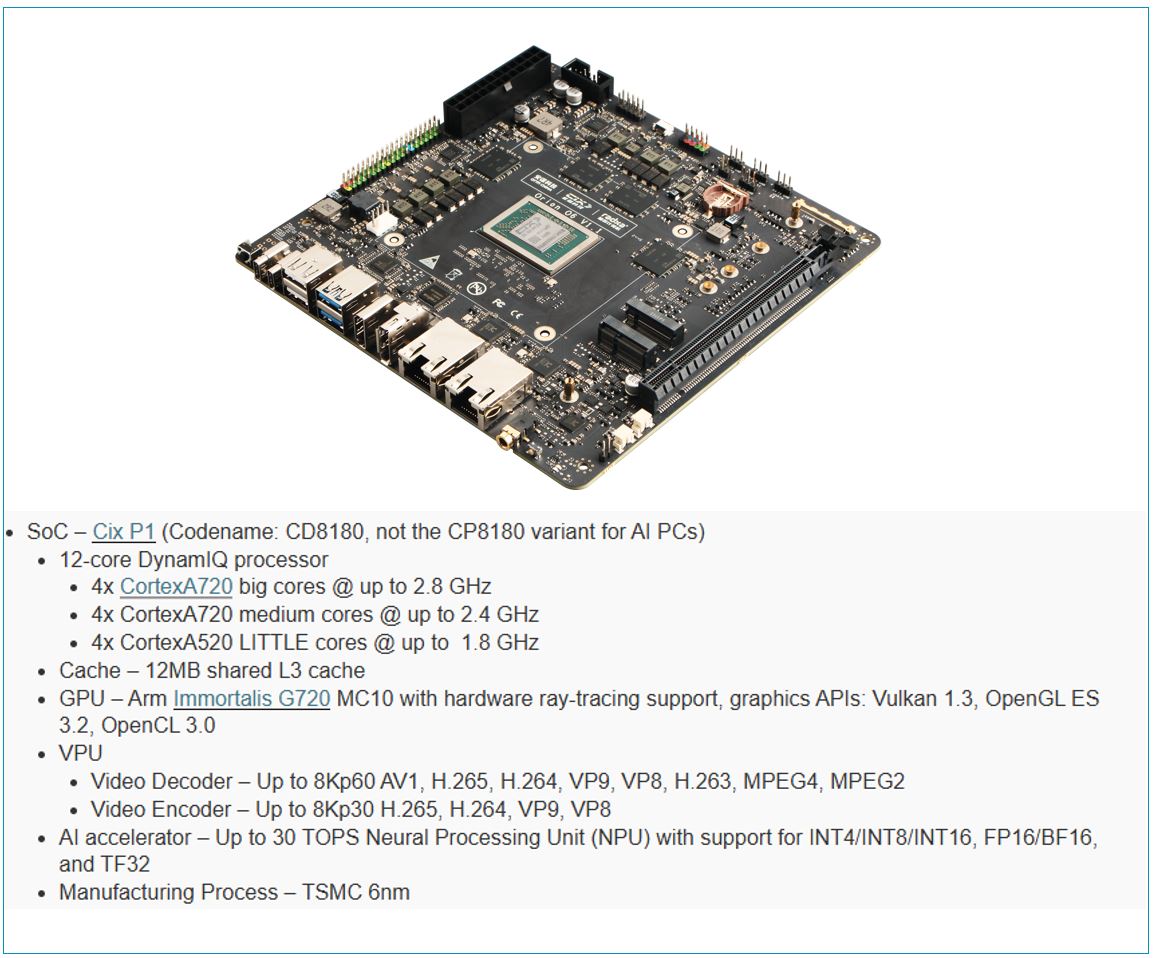 Orion O6 V1.1
radxa
FC CE
SoC – Cix P1 (Codename: CD8180, not the CP8180 variant for AI PCs)
12-core DynamIQ processor
4x CortexA720 big cores @ up to 2.8 GHz
4x CortexA720 medium cores @ up to 2.4 GHz
4x CortexA520 LITTLE cores @ up to  1.8 GHz
Cache – 12MB shared L3 cache
GPU – Arm Immortalis G720 MC10 with hardware ray-tracing support, graphics APIs: Vulkan 1.3, OpenGL ES
3.2, OpenCL 3.0
VPU
Video Decoder – Up to 8Kp60 AV1, H.265, H.264, VP9, VP8, H.263, MPEG4, MPEG2
Video Encoder – Up to 8Kp30 H.265, H.264, VP9, VP8
AI accelerator – Up to 30 TOPS Neural Processing Unit (NPU) with support for INT4/INT8/INT16, FP16/BF16,
and TF32
Manufacturing Process – TSMC 6nm